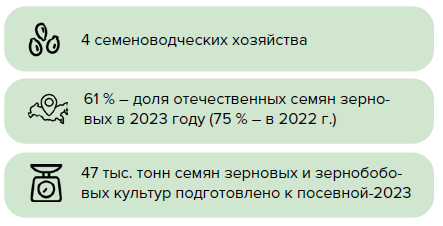 4 семеноводческих хозяйства
61 % – доля отечественных семян зерно-
вых в 2023 году (75 % – в 2022 г.)
47 тыс. тонн семян зерновых и зернобобо-
вых культур подготовлено к посевной-2023